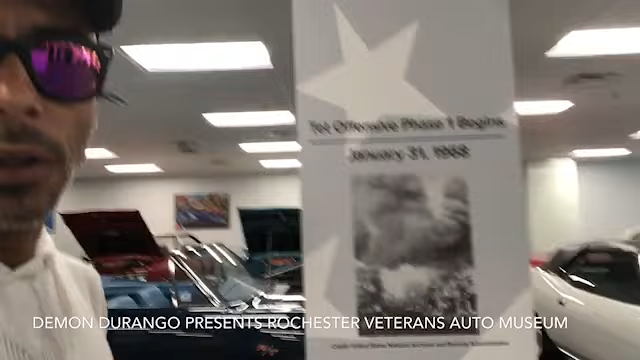 Tet Offensive Phase 1 Begins
January 31, 1968
DEMON DURANGO PRESENTS ROCHESTER VETERANS AUTO MUSEUM
R/T